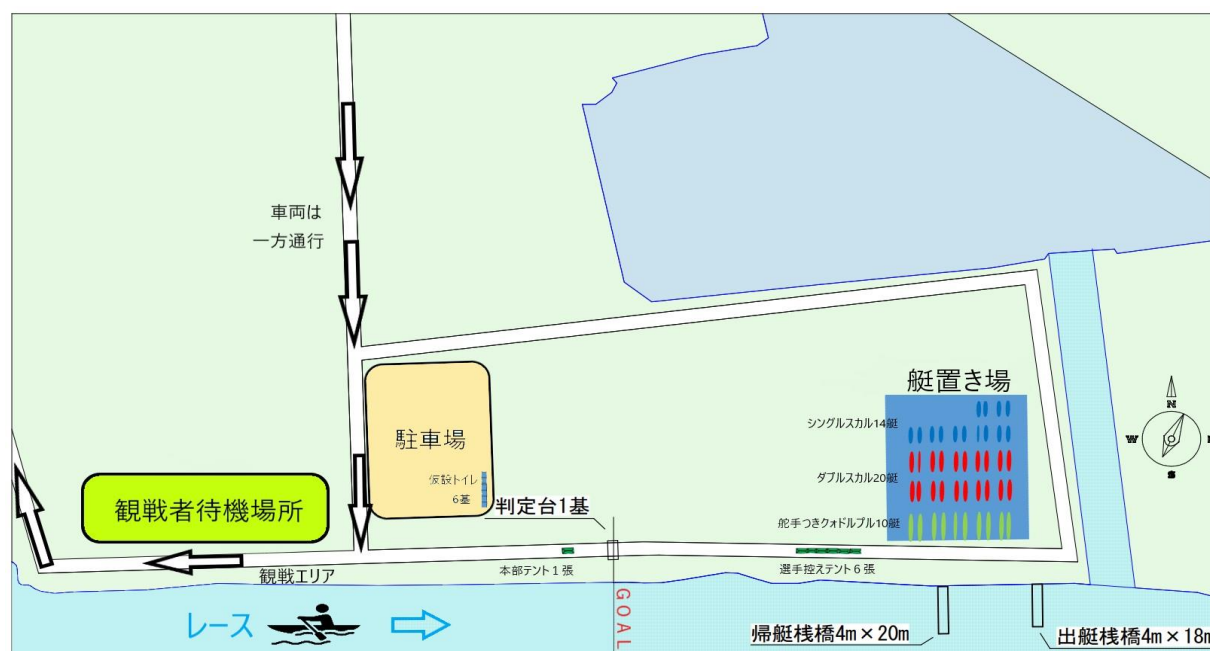 車両は
一方通行
艇置き場
シングルスカル14艇
駐車場
ダブルスカル20艇
仮設トイレ
6基
観戦者待機場所
判定台1基
舵手つきクォドルプル10艇
N
W
S
観戦エリア
本部テント1張
選手控えテント6張
レース
GOAL
帰艇桟橋4m×20m
出艇桟橋4m×18m